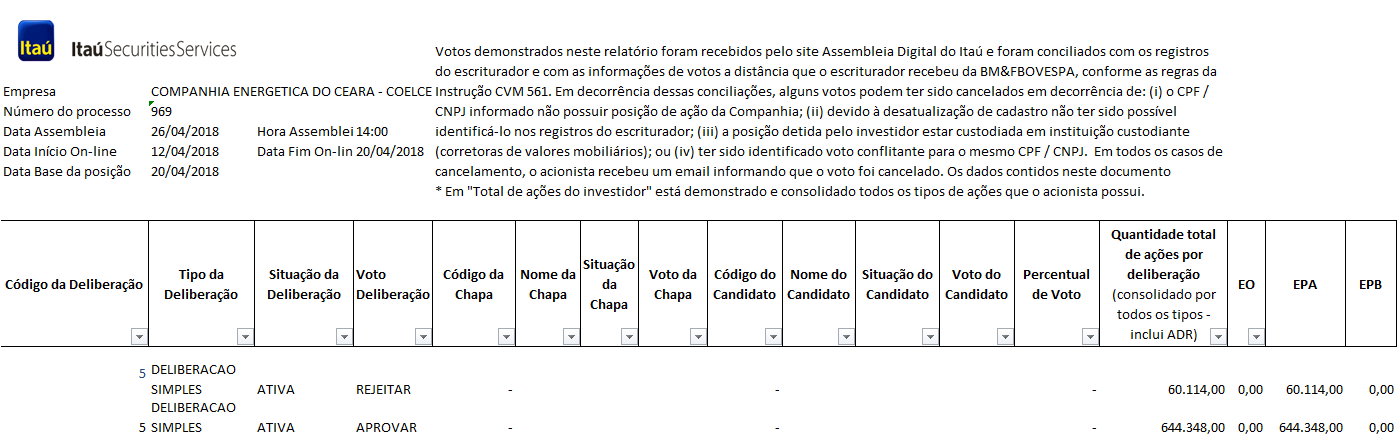 Itaú
ItaúSecuritiesServices
Votos demonstrados neste relatório foram recebidos pelo site Assembleia Digital do Itaú e foram conciliados com os registros
do escriturador e com as informações de votos a distância que o escriturador recebeu da BM&FBOVESPA, conforme as regras da
Empresa COMPANHIA ENERGETICA DO CEARA - COELCE Instrução CVM 561. Em decorrência dessas conciliações, alguns votos podem ter sido cancelados em decorrência de: (i) o CPF /
Número do processo 969 CNPJ informado não possuir posição de ação da Companhia; (ii) devido à desatualização de cadastro não ter sido possível
Data Assembleia 26/04/2018 Hora Assemblei 14:00 identificá-lo nos registros do escriturador; (iii) a posição detida pelo investidor estar custodiada em instituição custodiante
Data Início On-line 12/04/2018 Data Fim On-lin 20/04/2018 (corretoras de valores mobiliários); ou (iv) ter sido identificado voto conflitante para o mesmo CPF / CNPJ. Em todos os casos de
Data Base da posição 20/04/2018 cancelamento, o acionista recebeu um email informando que o voto foi cancelado. Os dados contidos neste documento
* Em "Total de ações do investidor" está demonstrado e consolidado todos os tipos de ações que o acionista possui.
Código da Deliberação
Tipo da
Deliberação
Situação da
Deliberação
Voto
Deliberação
Código da
Chapa
Nome da
Chapa
Situação
da
Chapa
Voto da
Chapa
Código do
Candidato
Nome do
Candidato
Situação do
Candidato
Voto do
Candidato
Percentual
de Voto
Quantidade total
de ações por
deliberação
(consolidado por
todos os tipos -
inclui ADR)
EO
EPA
EPB
DELIBERACAO
5 SIMPLES ATIVA REJEITAR - - - 60.114,00 0,00 60.114,00 0,00
DELIBERACAO
5 SIMPLES ATIVA APROVAR - - - 644.348,00 0,00 644.348,00 0,00